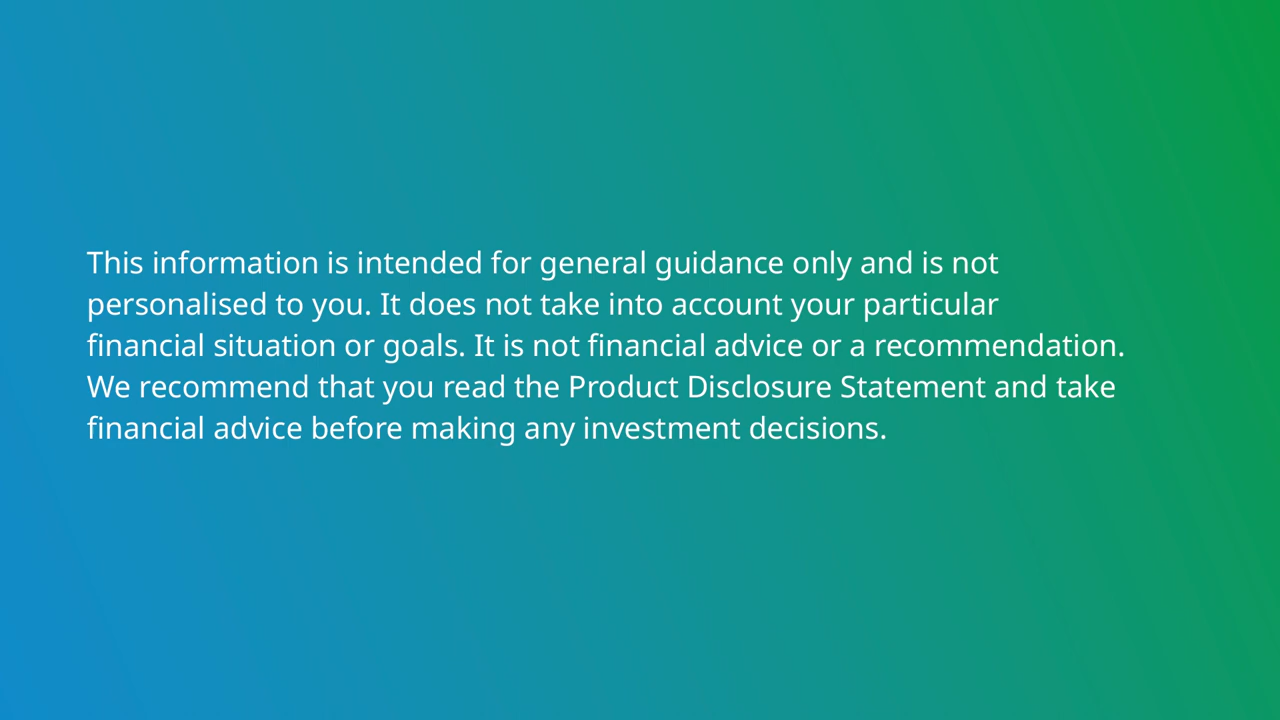 This information is intended for general guidance only and is not
personalised to you. It does not take into account your particular
financial situation or goals. It is not financial advice or a recommendation.
We recommend that you read the Product Disclosure Statement and take
financial advice before making any investment decisions.